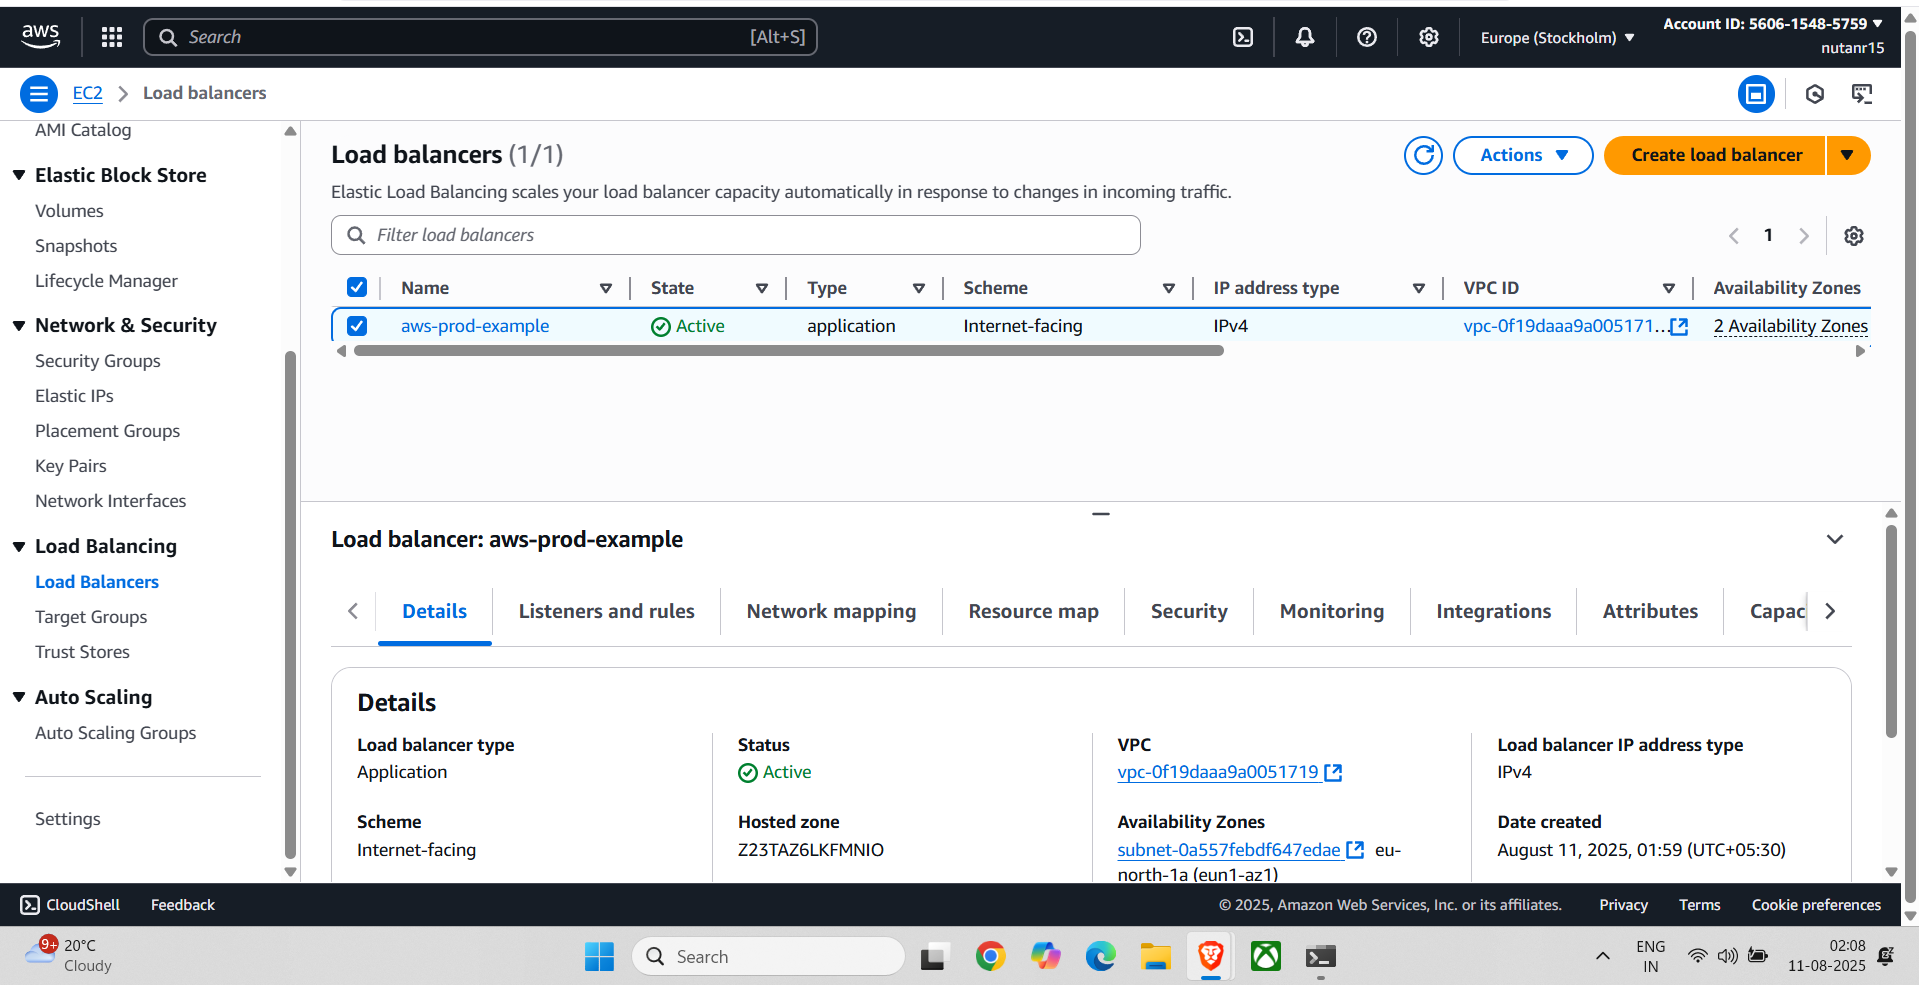 aws
Search [Alt+S]
Europe (Stockholm)
Account ID: 5606-1548-5759
nutanr15
EC2
Load balancers
AMI Catalog
Elastic Block Store
Volumes
Snapshots
Lifecycle Manager
Network & Security
Security Groups
Elastic IPs
Placement Groups
Key Pairs
Network Interfaces
Load Balancing
Load Balancers
Target Groups
Trust Stores
Auto Scaling
Auto Scaling Groups
Settings
Load balancers (1/1)
Actions
Create load balancer
Elastic Load Balancing scales your load balancer capacity automatically in response to changes in incoming traffic.
Filter load balancers
1
Name State Type Scheme IP address type VPC ID Availability Zones
aws-prod-example Active application Internet-facing IPv4 vpc-0f19daaa9a005171... 2 Availability Zones
Load balancer: aws-prod-example
Details Listeners and rules Network mapping Resource map Security Monitoring Integrations Attributes Capac
Details
Load balancer type
Application
Scheme
Internet-facing
Status
Active
Hosted zone
Z23TAZ6LKFMNIO
VPC
vpc-0f19daaa9a0051719
Availability Zones
subnet-0a557febdf647edae eu-
north-1a (eun1-az1)
Load balancer IP address type
IPv4
Date created
August 11, 2025, 01:59 (UTC+05:30)
CloudShell Feedback © 2025, Amazon Web Services, Inc. or its affiliates. Privacy Terms Cookie preferences
9+
20°C
Cloudy
Search
ENG
IN
02:08
11-08-2025